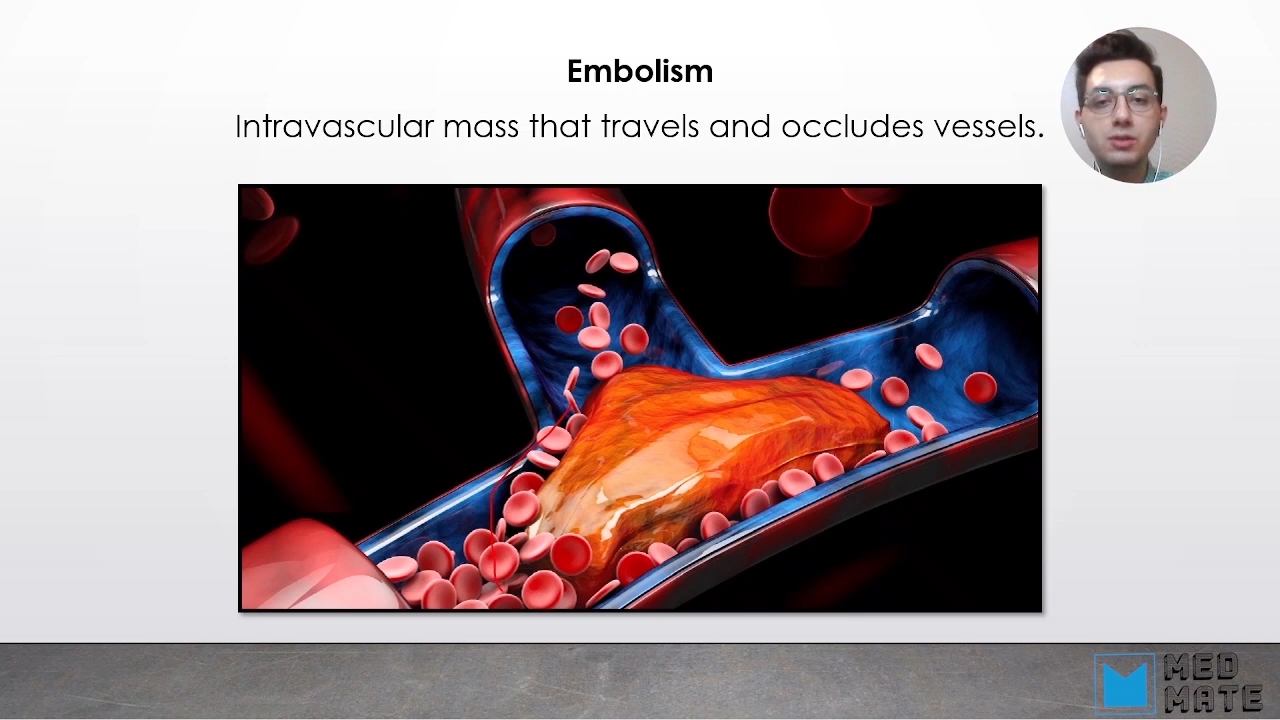 Embolism
Intravascular mass that travels and occludes vessels.
MED
MATE